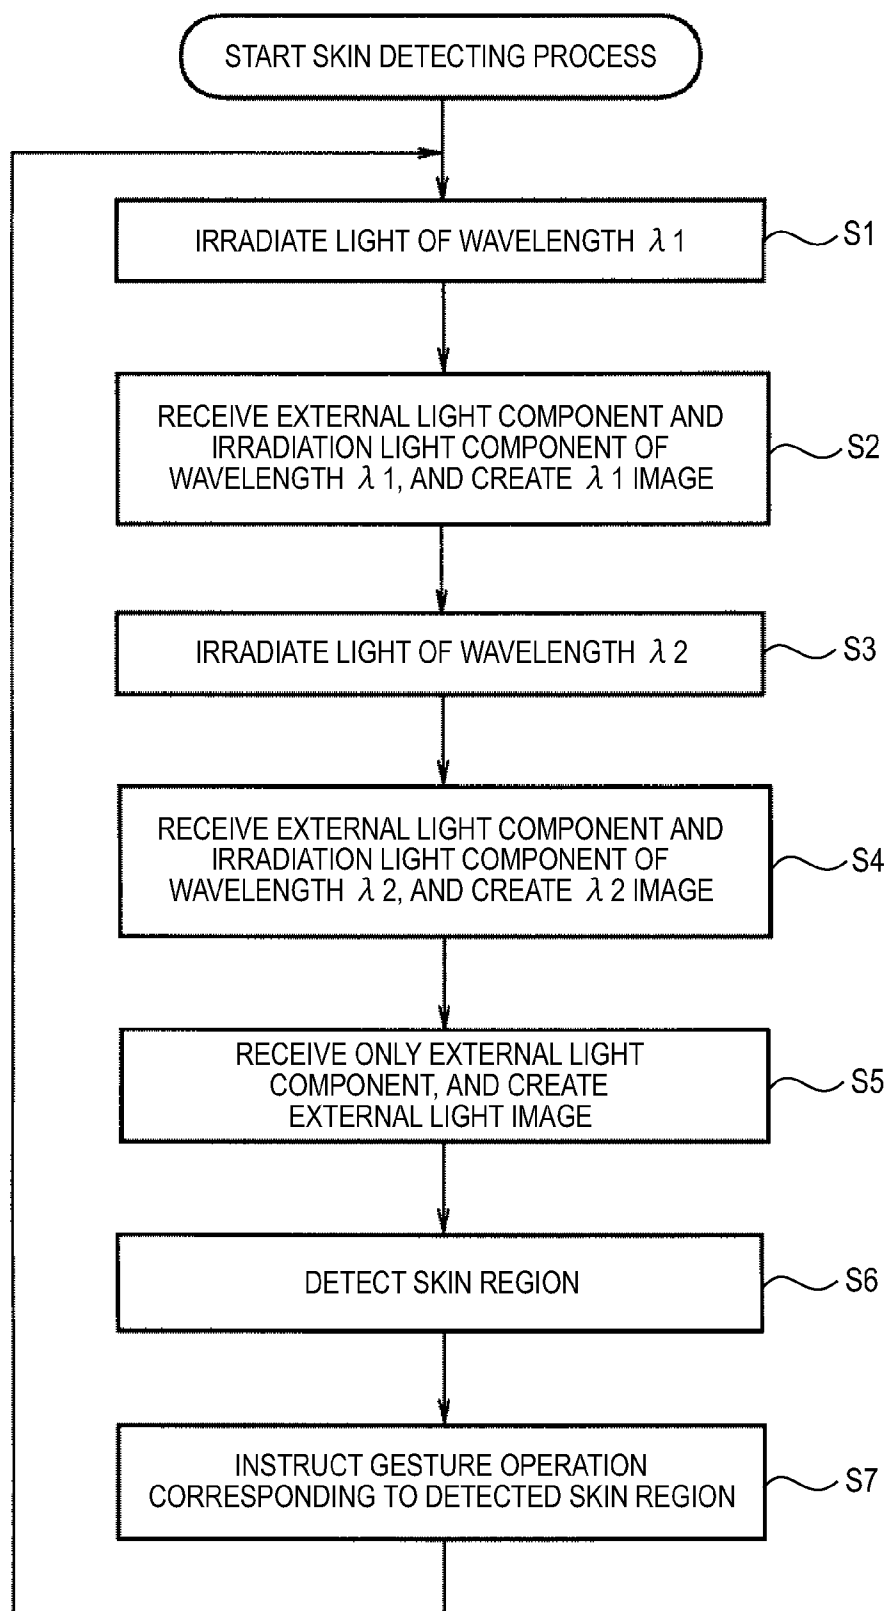 START SKIN DETECTING PROCESS
IRRADIATE LIGHT OF WAVELENGTH λ1
S1
RECEIVE EXTERNAL LIGHT COMPONENT AND
IRRADIATION LIGHT COMPONENT OF
WAVELENGTH λ1, AND CREATE λ1 IMAGE
S2
IRRADIATE LIGHT OF WAVELENGTH λ2
S3
RECEIVE EXTERNAL LIGHT COMPONENT AND
IRRADIATION LIGHT COMPONENT OF
WAVELENGTH λ2, AND CREATE λ2 IMAGE
S4
RECEIVE ONLY EXTERNAL LIGHT
COMPONENT, AND CREATE
EXTERNAL LIGHT IMAGE
S5
DETECT SKIN REGION
S6
INSTRUCT GESTURE OPERATION
CORRESPONDING TO DETECTED SKIN REGION
S7